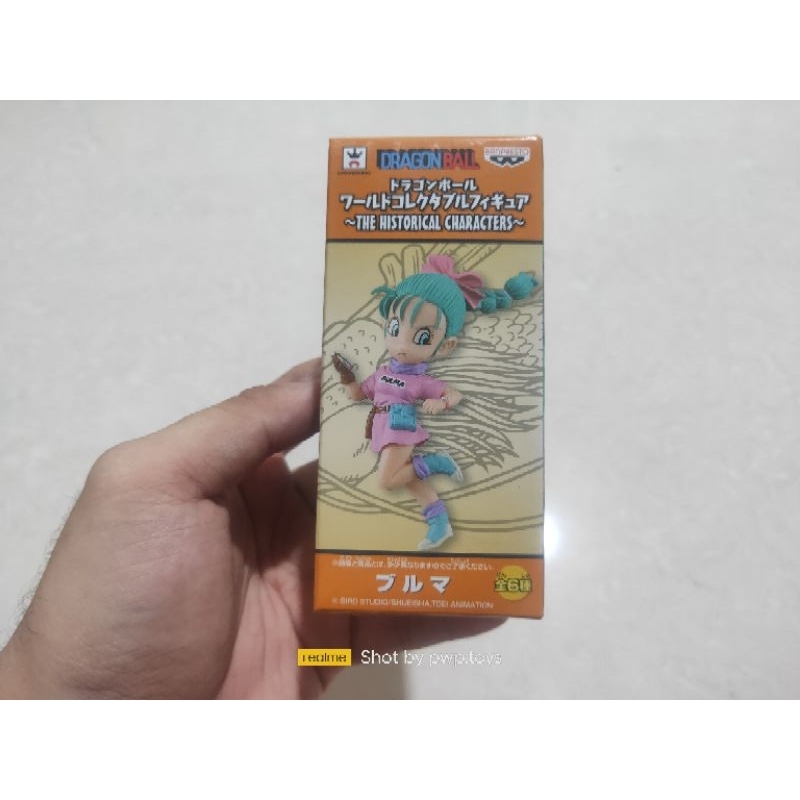 DRAGON BALL
BANPRESTO
ドラゴンボール
ワールドコレクタブルフィギュア
～THE HISTORICAL CHARACTERS～
BULMA
ブルマ
全6種
© BIRD STUDIO/SHUEISHA,TOEI ANIMATION
realme Shot by pwp.toys